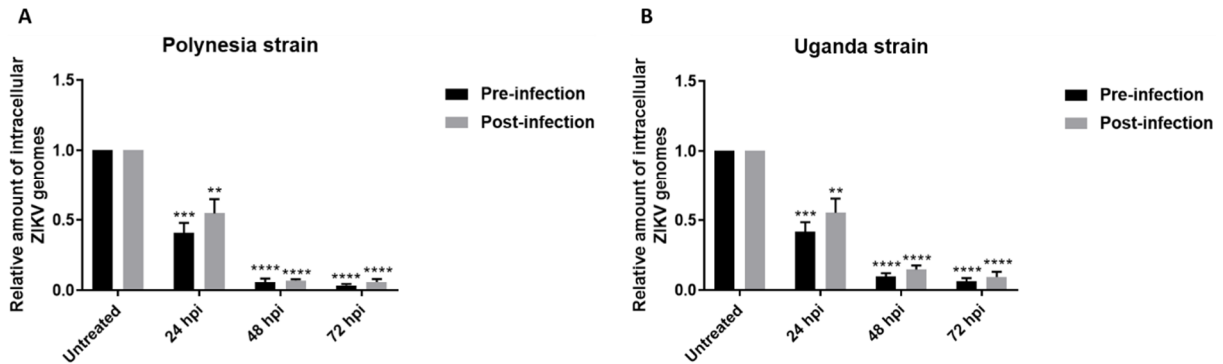 A
Polynesia strain
Relative amount of intracellular
ZIKV genomes
1.5
1.0
0.5
0.0
***
**
****
****
****
****
Untreated
24 hpi
48 hpi
72 hpi
Pre-infection
Post-infection
B
Uganda strain
Relative amount of intracellular
ZIKV genomes
1.5
1.0
0.5
0.0
***
**
****
****
****
****
Untreated
24 hpi
48 hpi
72 hpi
Pre-infection
Post-infection